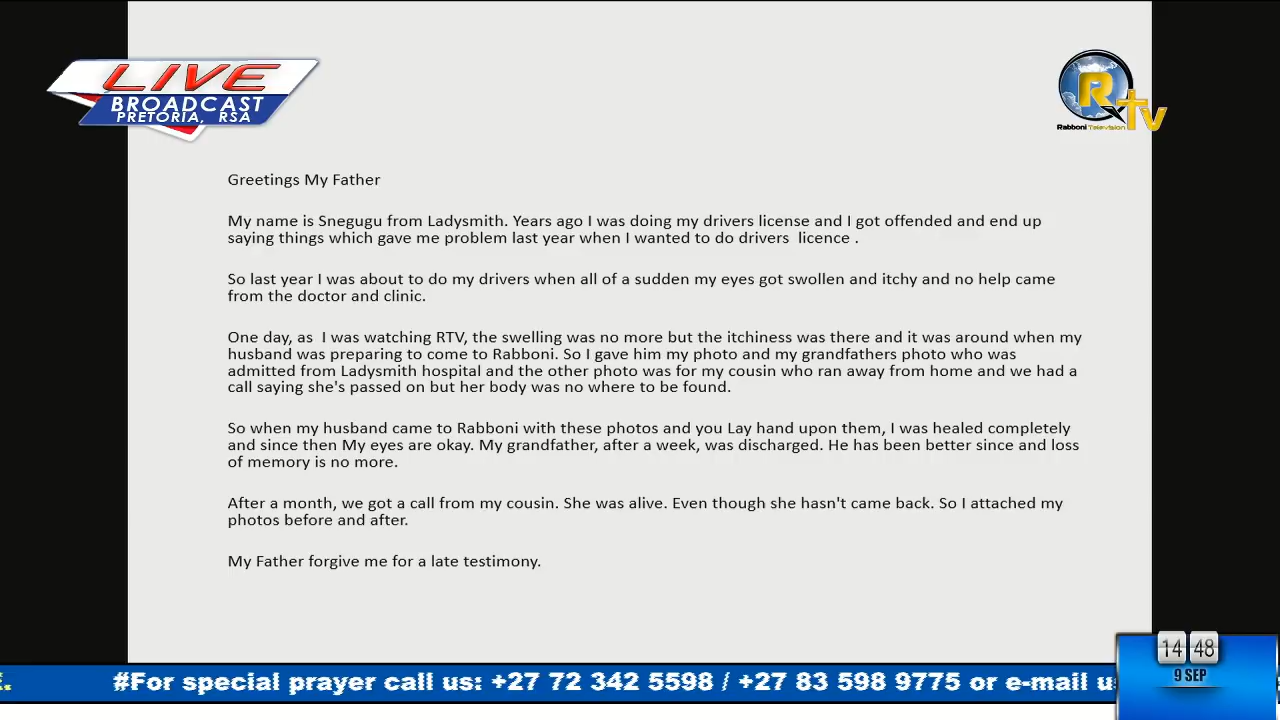 LIVE
BROADCAST
PRETORIA, RSA
R TV
Rabboni Television
Greetings My Father
My name is Snegugu from Ladysmith. Years ago I was doing my drivers license and I got offended and end up
saying things which gave me problem last year when I wanted to do drivers  licence .
So last year I was about to do my drivers when all of a sudden my eyes got swollen and itchy and no help came
from the doctor and clinic.
One day, as  I was watching RTV, the swelling was no more but the itchiness was there and it was around when my
husband was preparing to come to Rabboni. So I gave him my photo and my grandfathers photo who was
admitted from Ladysmith hospital and the other photo was for my cousin who ran away from home and we had a
call saying she's passed on but her body was no where to be found.
So when my husband came to Rabboni with these photos and you Lay hand upon them, I was healed completely
and since then My eyes are okay. My grandfather, after a week, was discharged. He has been better since and loss
of memory is no more.
After a month, we got a call from my cousin. She was alive. Even though she hasn't came back. So I attached my
photos before and after.
My Father forgive me for a late testimony.
#For special prayer call us: +27 72 342 5598 / +27 83 598 9775 or e-mail
14 48
9 SEP